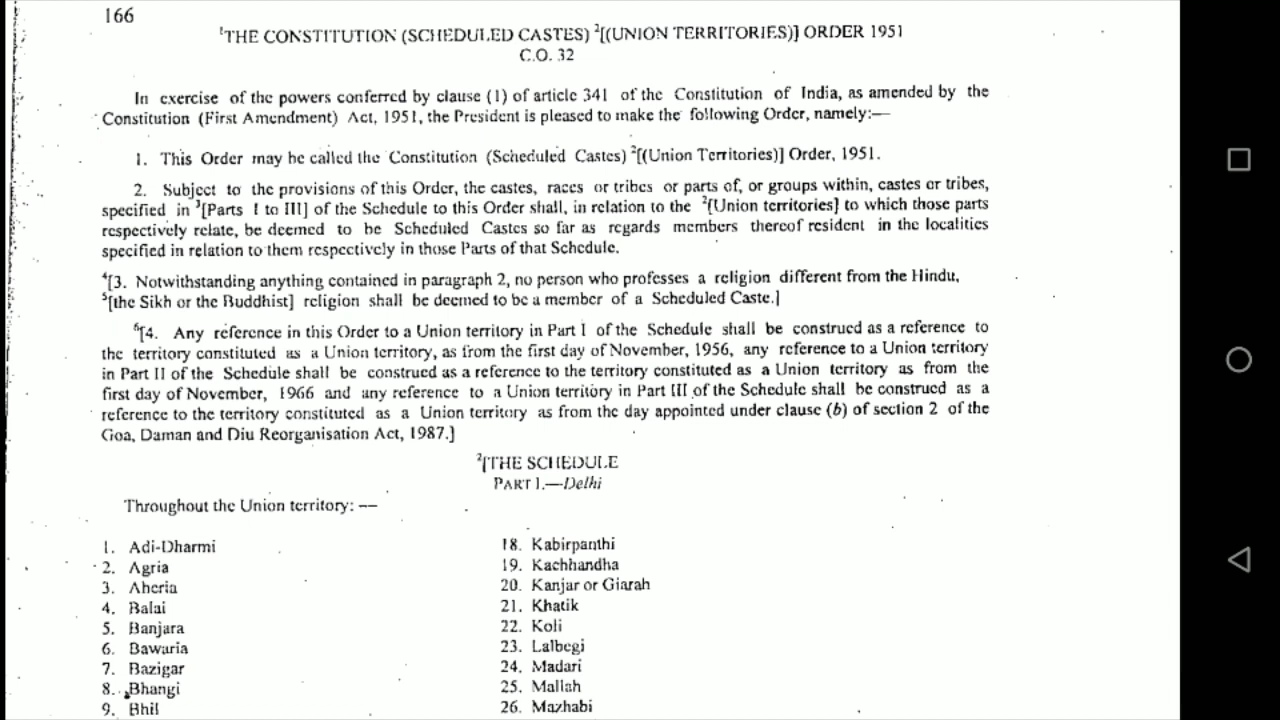 166
¹THE CONSTITUTION (SCHEDULED CASTES) ²[(UNION TERRITORIES)] ORDER 1951
C.O. 32
In exercise of the powers conferred by clause (1) of article 341 of the Constitution of India, as amended by the
Constitution (First Amendment) Act, 1951, the President is pleased to make the following Order, namely:—
1. This Order may be called the Constitution (Scheduled Castes) ²[(Union Territories)] Order, 1951.
2. Subject to the provisions of this Order, the castes, races or tribes or parts of, or groups within, castes or tribes,
specified in ³[Parts I to III] of the Schedule to this Order shall, in relation to the ²[Union territories] to which those parts
respectively relate, be deemed to be Scheduled Castes so far as regards members thereof resident in the localities
specified in relation to them respectively in those Parts of that Schedule.
⁴[3. Notwithstanding anything contained in paragraph 2, no person who professes a religion different from the Hindu,
⁵[the Sikh or the Buddhist] religion shall be deemed to be a member of a Scheduled Caste.]
⁶[4. Any reference in this Order to a Union territory in Part I of the Schedule shall be construed as a reference to
the territory constituted as a Union territory, as from the first day of November, 1956, any reference to a Union territory
in Part II of the Schedule shall be construed as a reference to the territory constituted as a Union territory as from the
first day of November, 1966 and any reference to a Union territory in Part III of the Schedule shall be construed as a
reference to the territory constituted as a Union territory as from the day appointed under clause (b) of section 2 of the
Goa, Daman and Diu Reorganisation Act, 1987.]
²[THE SCHEDULE
PART I.—Delhi
Throughout the Union territory: —
1. Adi-Dharmi
2. Agria
3. Aheria
4. Balai
5. Banjara
6. Bawaria
7. Bazigar
8. Bhangi
9. Bhil
18. Kabirpanthi
19. Kachhandha
20. Kanjar or Giarah
21. Khatik
22. Koli
23. Lalbegi
24. Madari
25. Mallah
26. Mazhabi